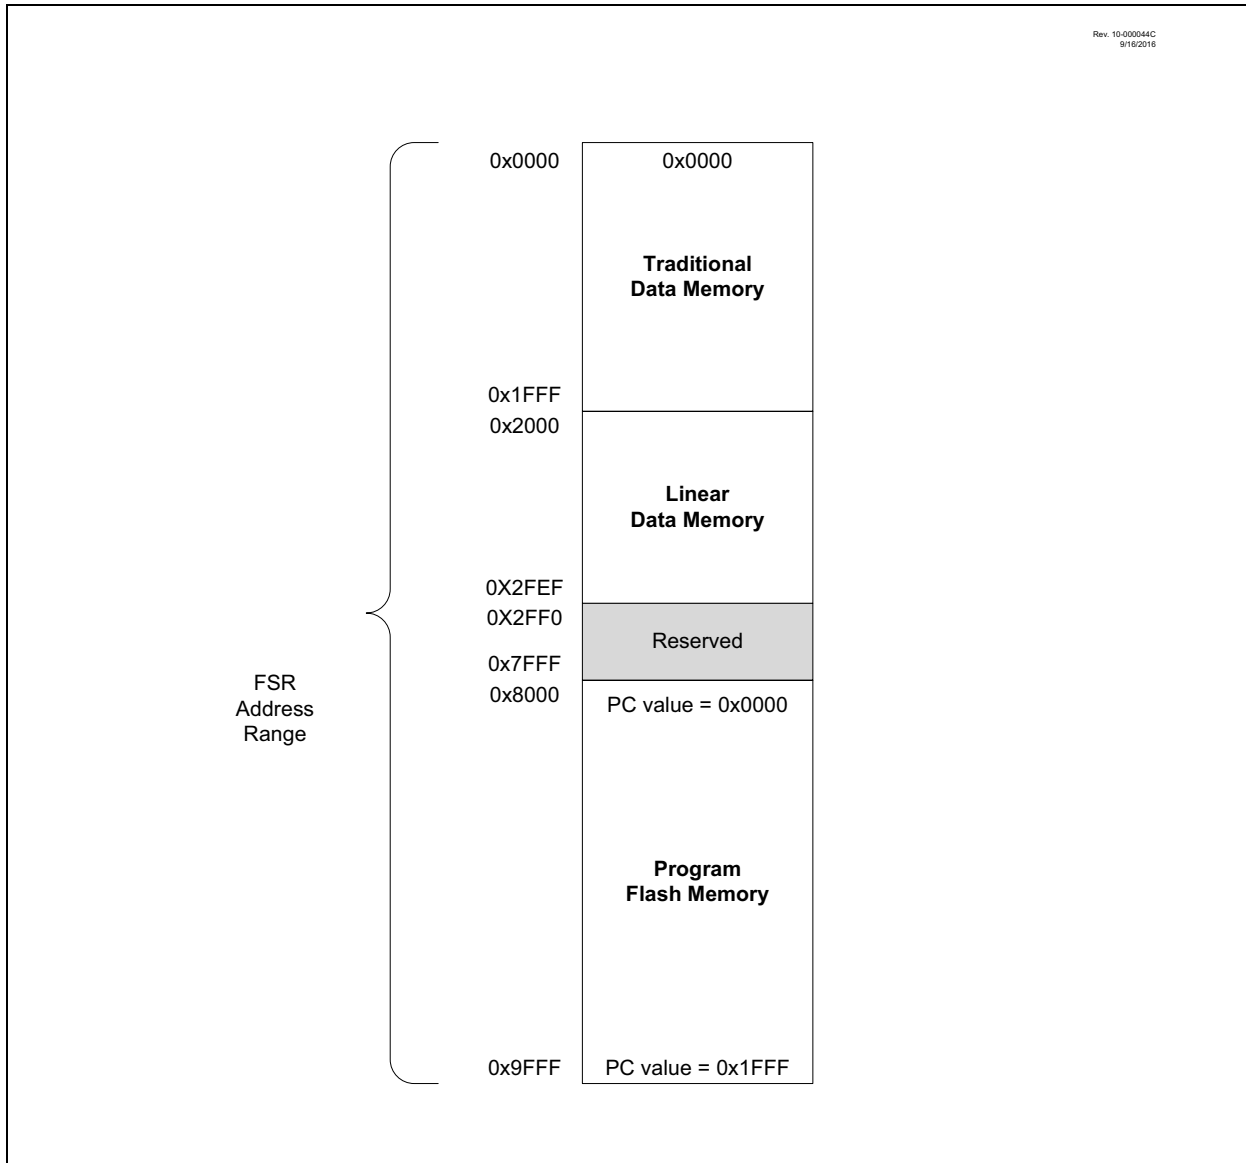 Rev. 10-000044C
9/16/2016
0x0000
0x0000
Traditional
Data Memory
0x1FFF
0x2000
Linear
Data Memory
0X2FEF
0X2FF0
Reserved
0x7FFF
0x8000
PC value = 0x0000
FSR
Address
Range
Program
Flash Memory
0x9FFF
PC value = 0x1FFF